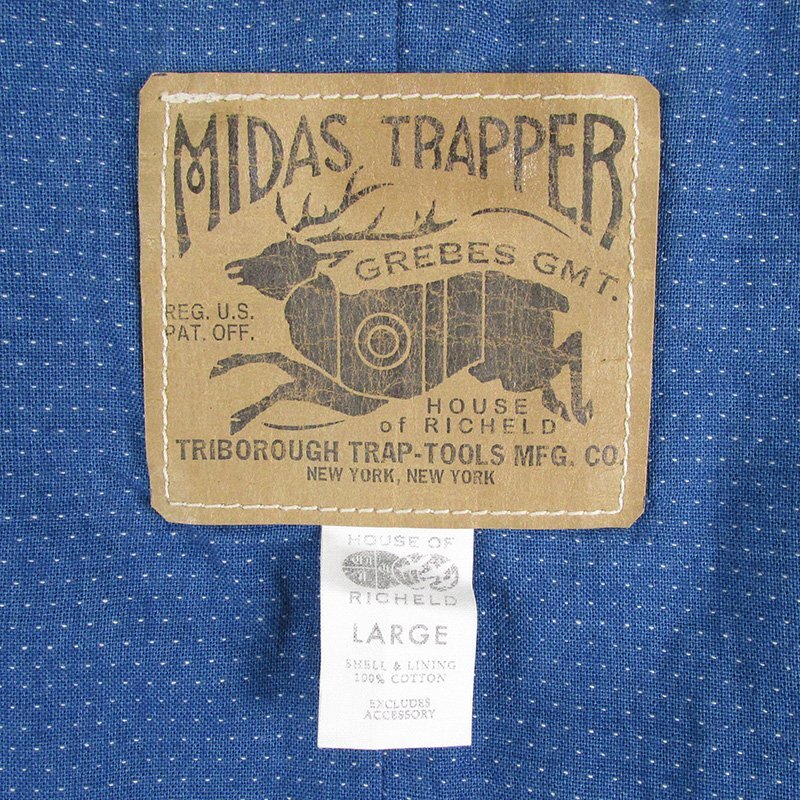 MIDAS TRAPPER
GREBES GMT.
REG. U.S.
PAT. OFF.
HOUSE
of RICHELD
TRIBOROUGH TRAP-TOOLS MFG. CO.
NEW YORK, NEW YORK
HOUSE OF
RICHELD
LARGE
SHELL & LINING
100% COTTON
EXCLUDES
ACCESSORY